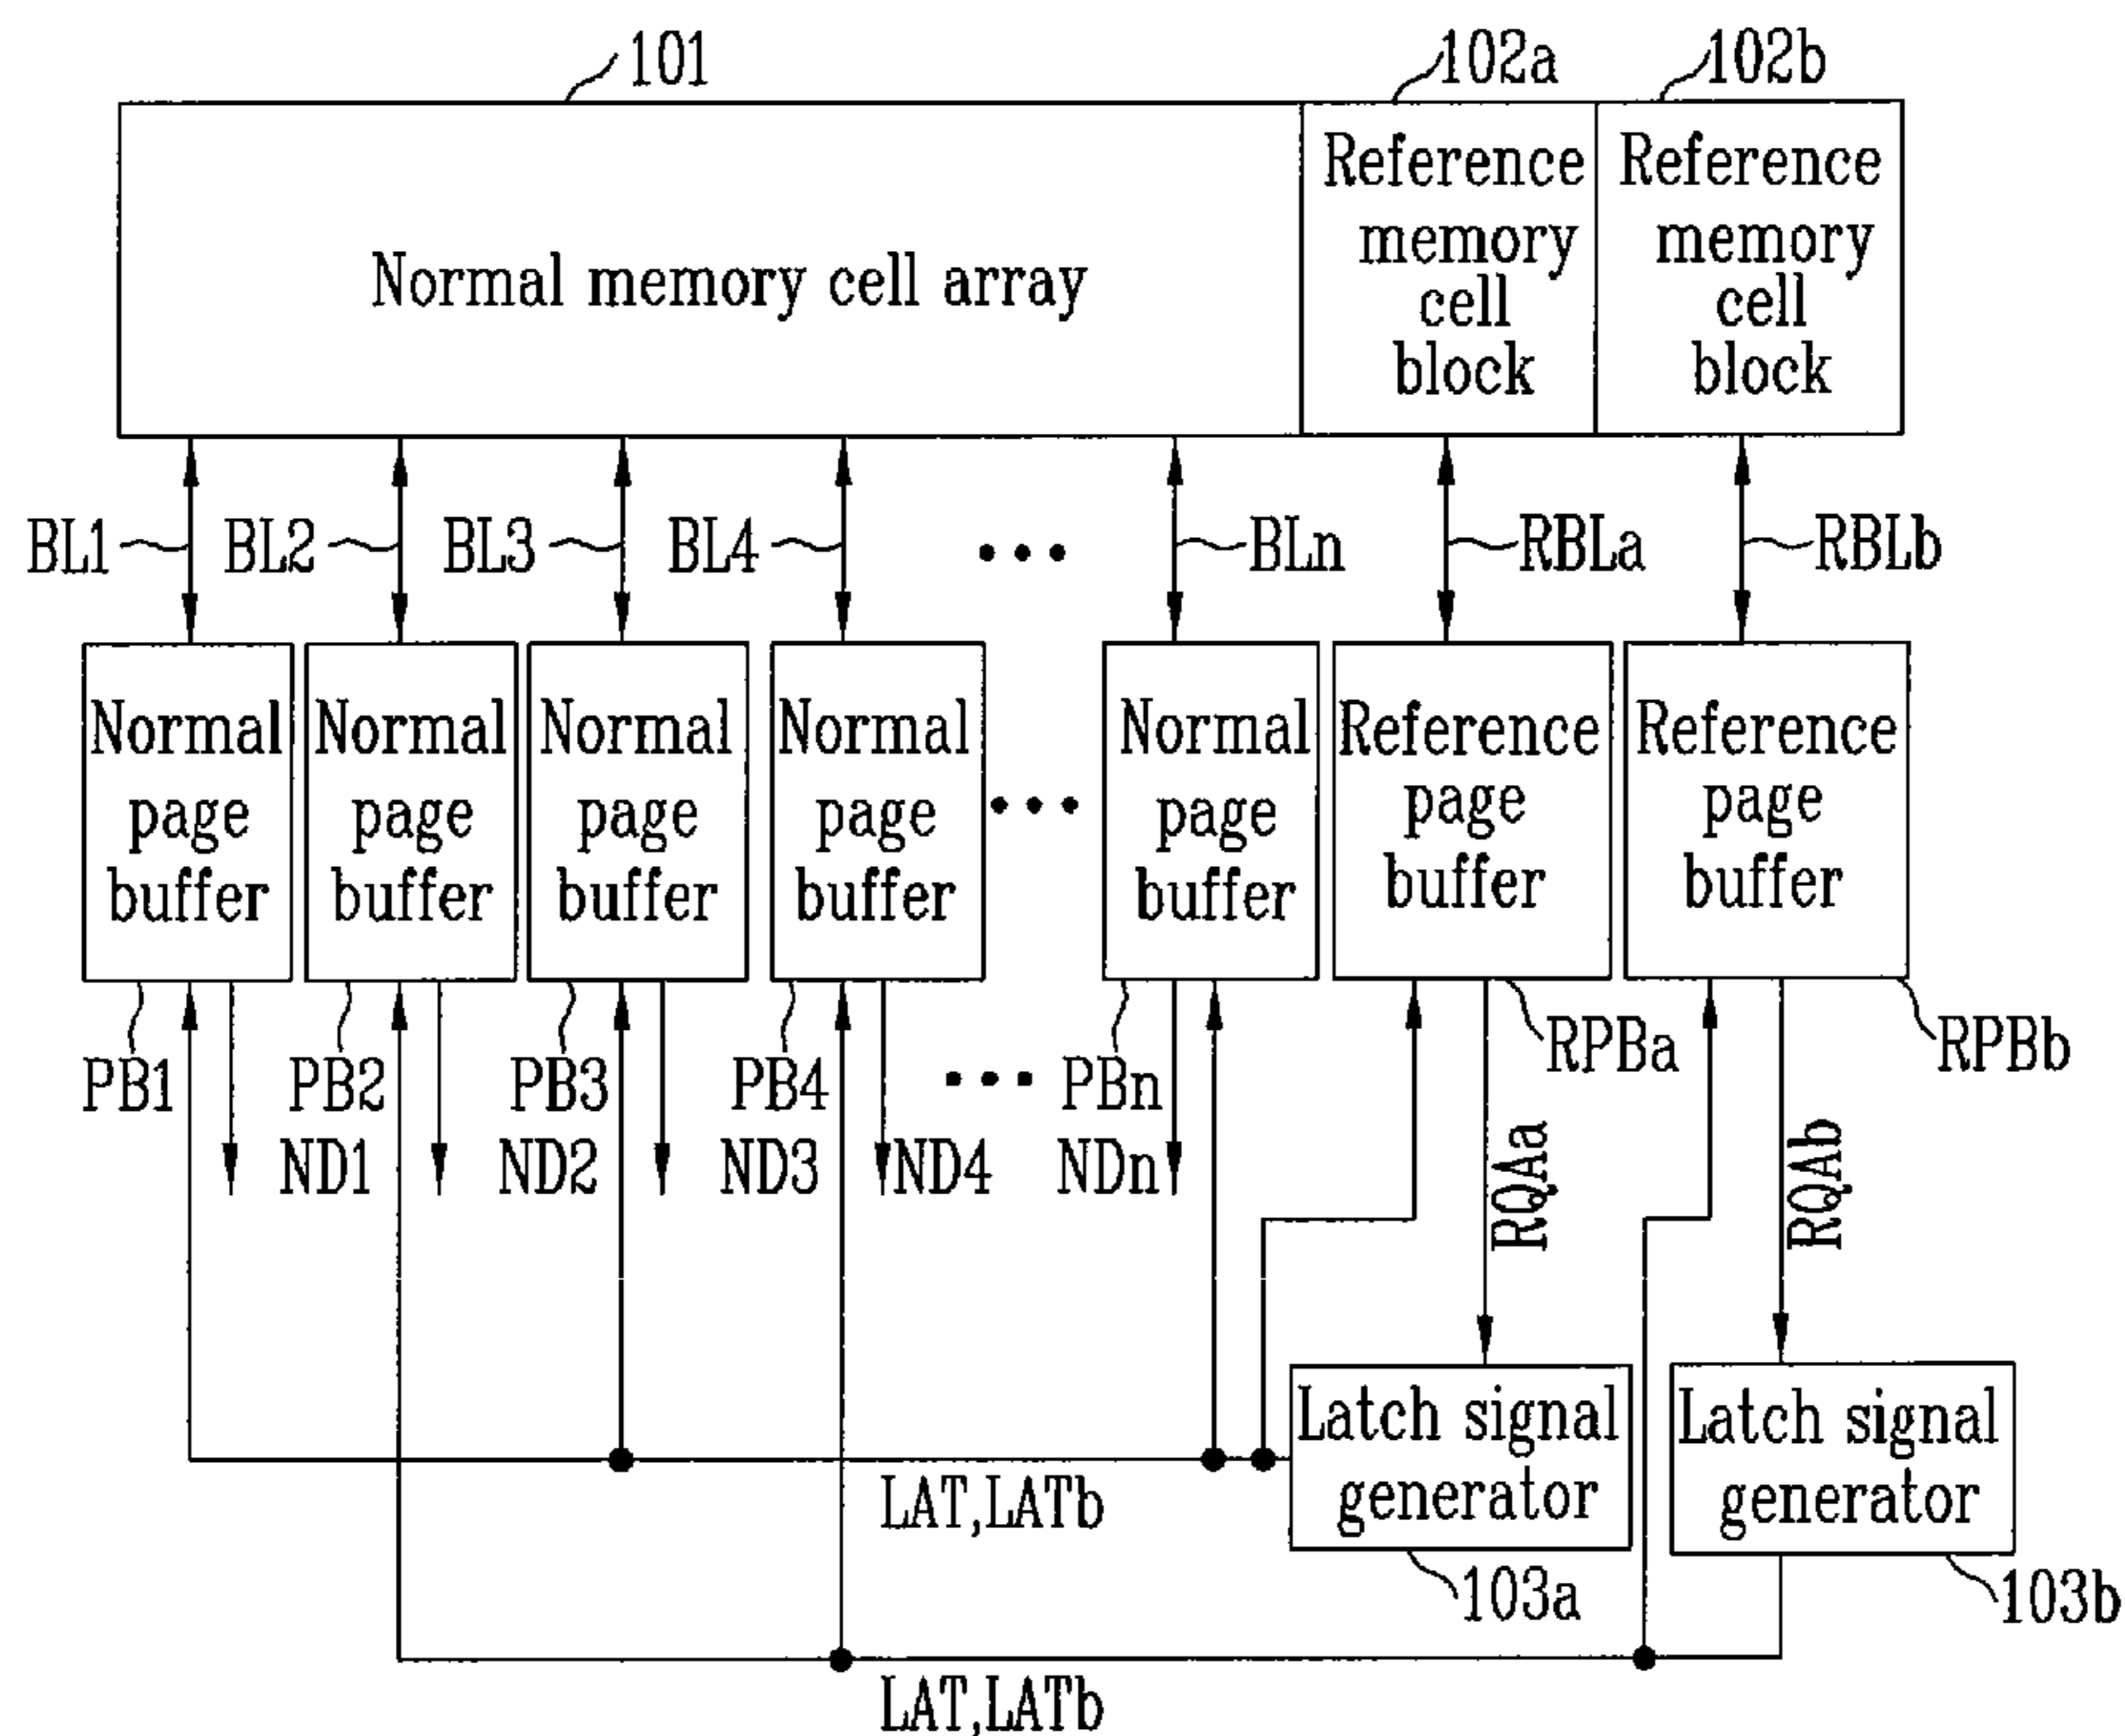 101
102a
102b
Normal memory cell array
Reference
memory
cell
block
Reference
memory
cell
block
BL1
BL2
BL3
BL4
BLn
RBLa
RBLb
Normal
page
buffer
Normal
page
buffer
Normal
page
buffer
Normal
page
buffer
Normal
page
buffer
Reference
page
buffer
Reference
page
buffer
PB1
PB2
PB3
PB4
PBn
RPBa
RPBb
ND1
ND2
ND3
ND4
NDn
RQAa
RQAb
Latch signal
generator
Latch signal
generator
LAT,LATb
103a
103b
LAT,LATb